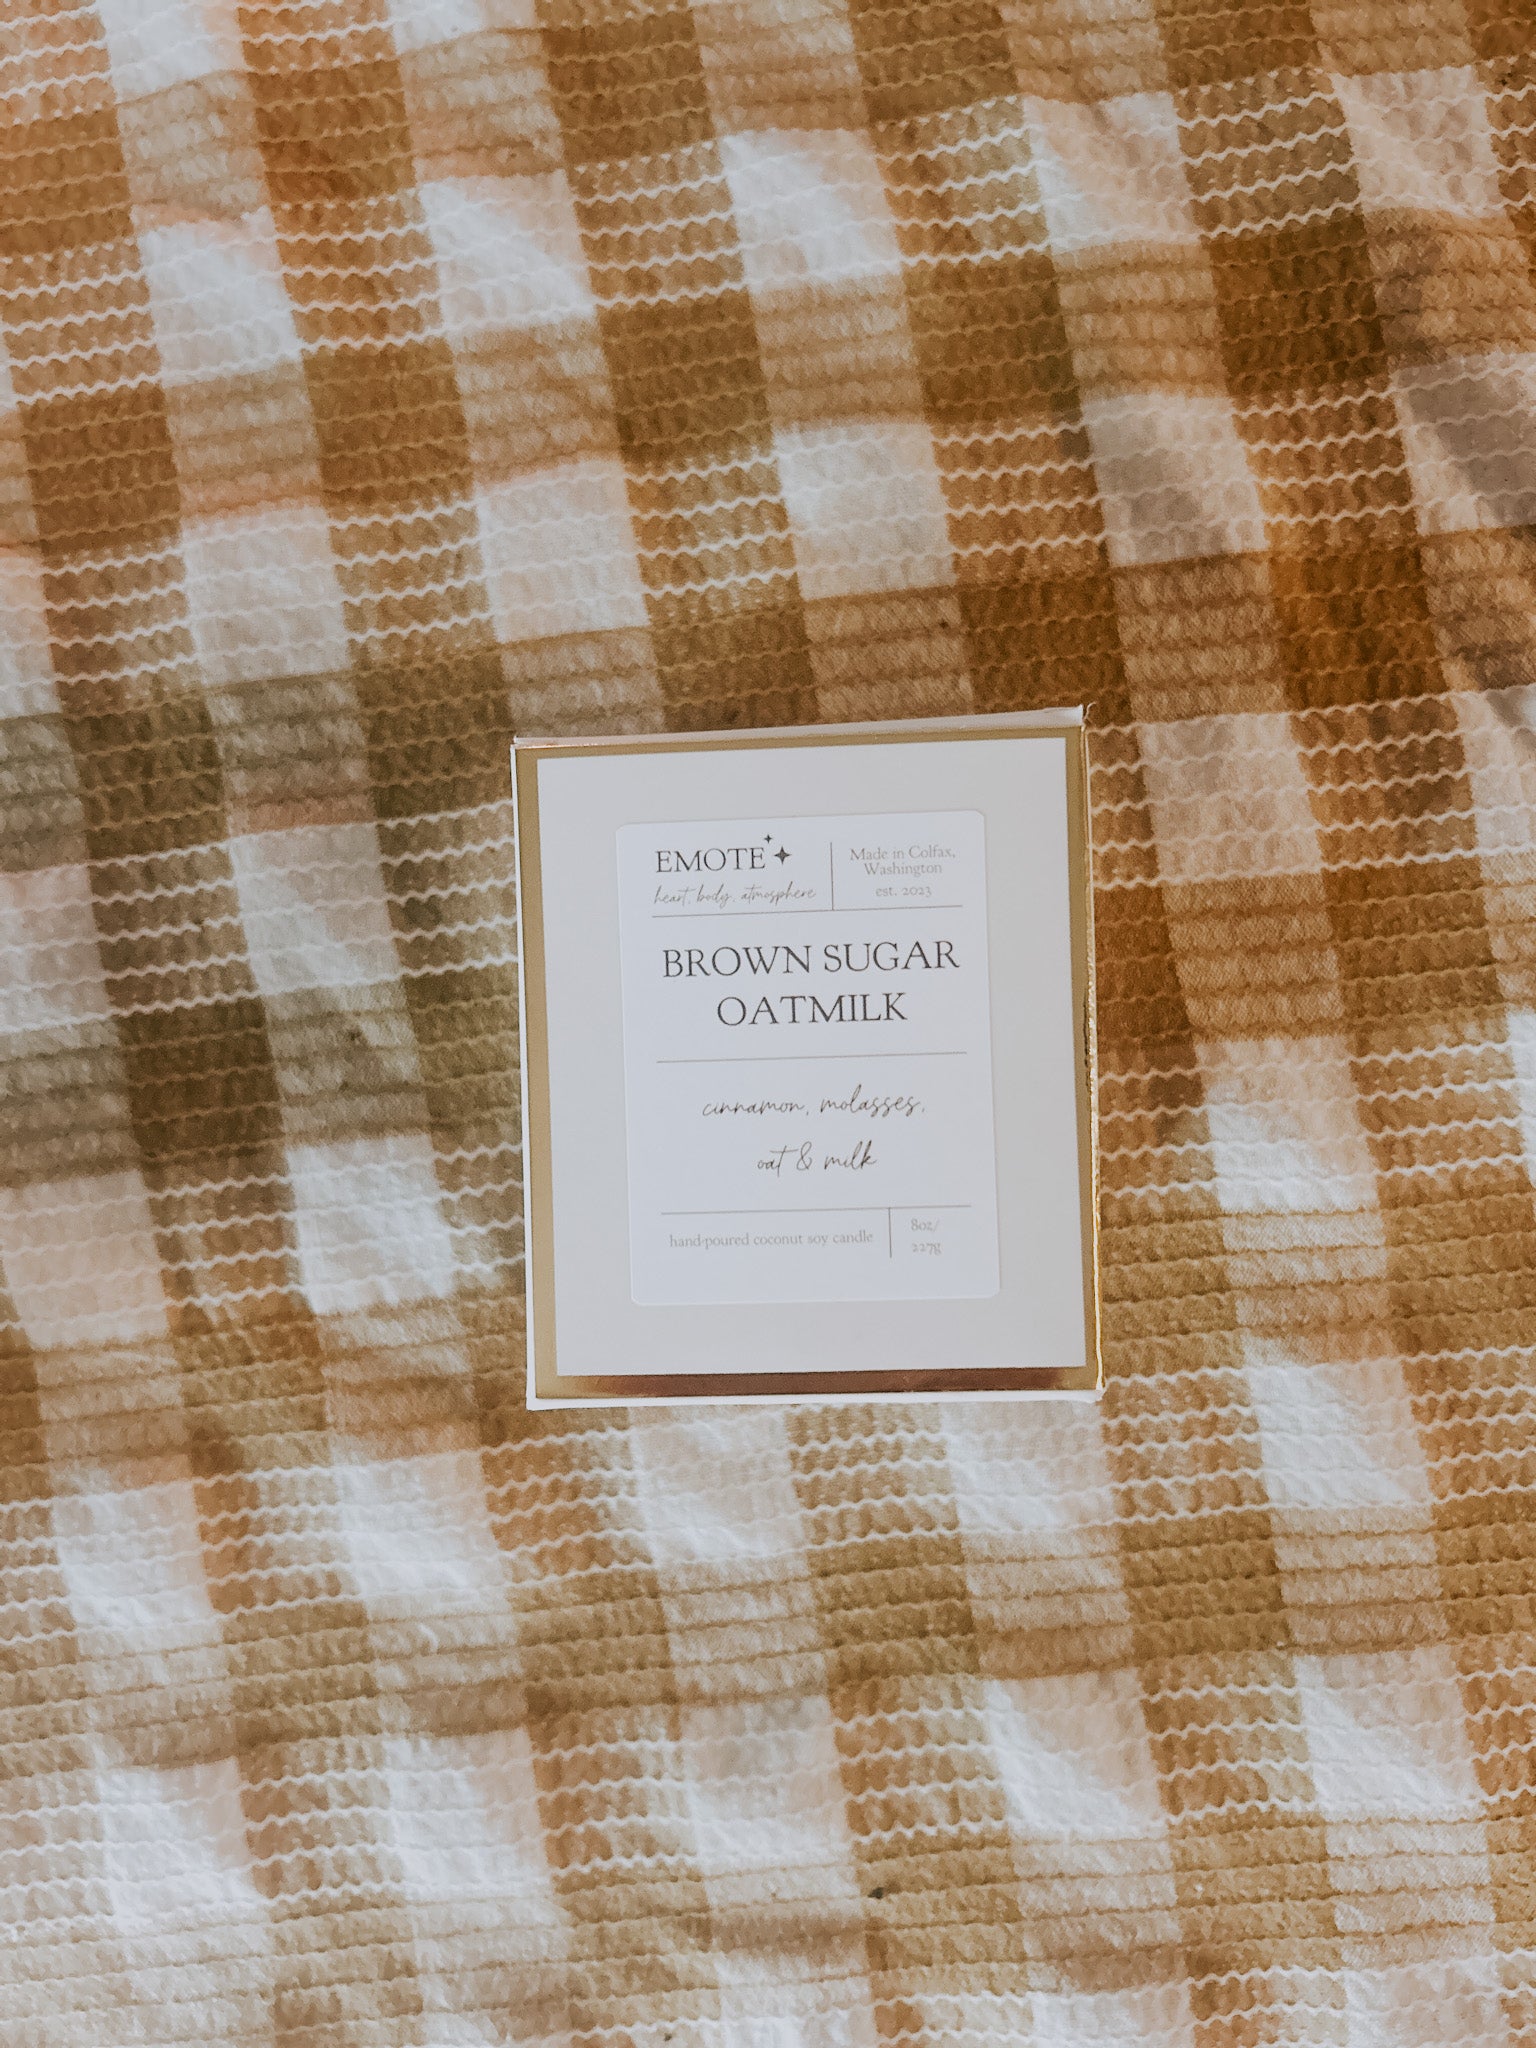 EMOTE
heart, body, atmosphere
Made in Colfax,
Washington
est. 2023
BROWN SUGAR
OATMILK
cinnamon, molasses,
oat & milk
hand-poured coconut soy candle
8oz/
227g